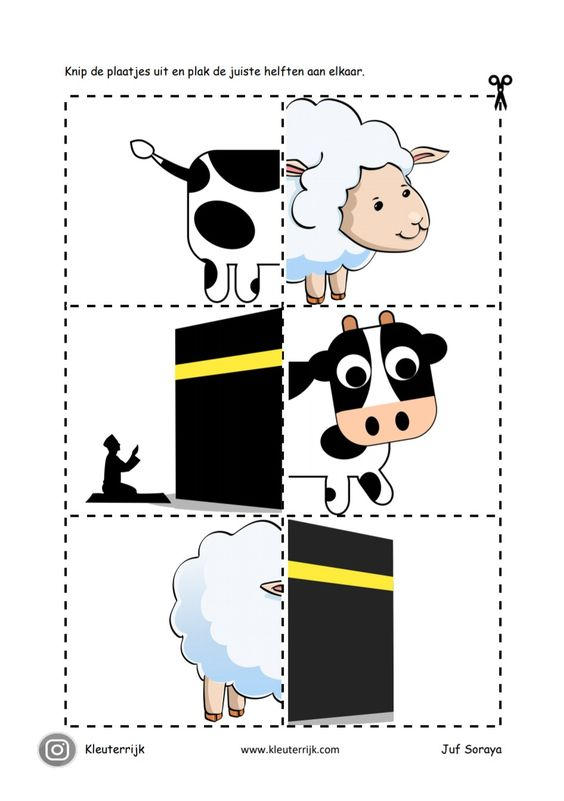 Knip de plaatjes uit en plak de juiste helften aan elkaar.
Kleuterrijk www.kleuterrijk.com Juf Soraya